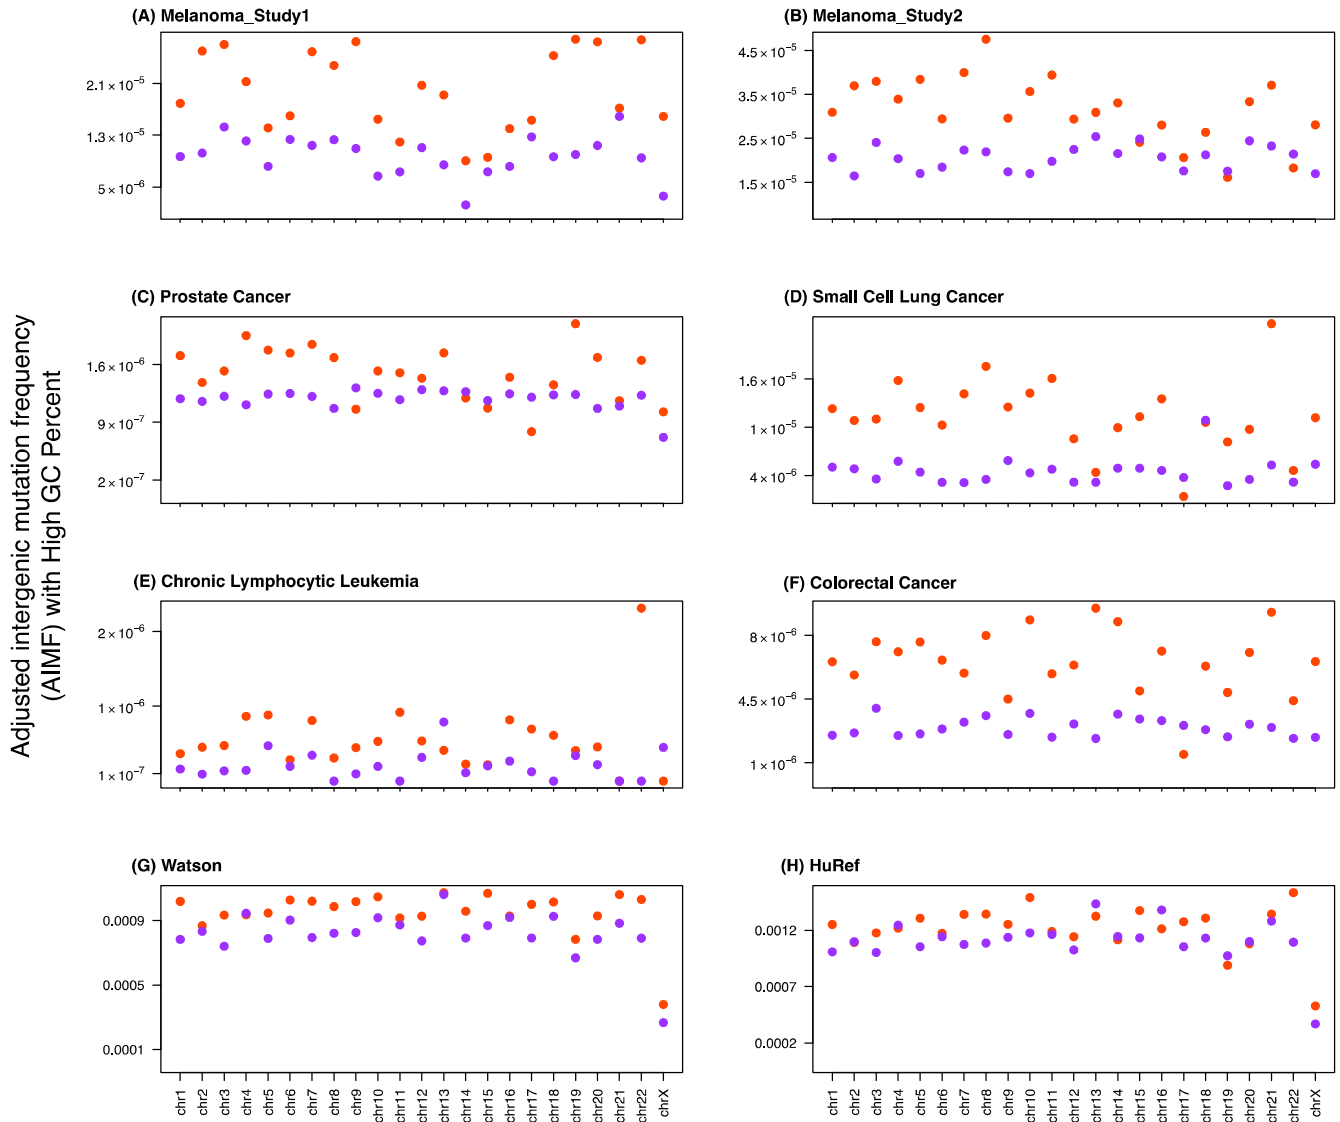 (A) Melanoma_Study1
2.1 × 10⁻⁵
1.3 × 10⁻⁵
5 × 10⁻⁶
(B) Melanoma_Study2
4.5 × 10⁻⁵
3.5 × 10⁻⁵
2.5 × 10⁻⁵
1.5 × 10⁻⁵
Adjusted intergenic mutation frequency
(AIMF) with High GC Percent
(C) Prostate Cancer
1.6 × 10⁻⁶
9 × 10⁻⁷
2 × 10⁻⁷
(D) Small Cell Lung Cancer
1.6 × 10⁻⁵
1 × 10⁻⁵
4 × 10⁻⁶
(E) Chronic Lymphocytic Leukemia
2 × 10⁻⁶
1 × 10⁻⁶
1 × 10⁻⁷
(F) Colorectal Cancer
8 × 10⁻⁶
4.5 × 10⁻⁶
1 × 10⁻⁶
(G) Watson
0.0009
0.0005
0.0001
chr1
chr2
chr3
chr4
chr5
chr6
chr7
chr8
chr9
chr10
chr11
chr12
chr13
chr14
chr15
chr16
chr17
chr18
chr19
chr20
chr21
chr22
chrX
(H) HuRef
0.0012
0.0007
0.0002
chr1
chr2
chr3
chr4
chr5
chr6
chr7
chr8
chr9
chr10
chr11
chr12
chr13
chr14
chr15
chr16
chr17
chr18
chr19
chr20
chr21
chr22
chrX